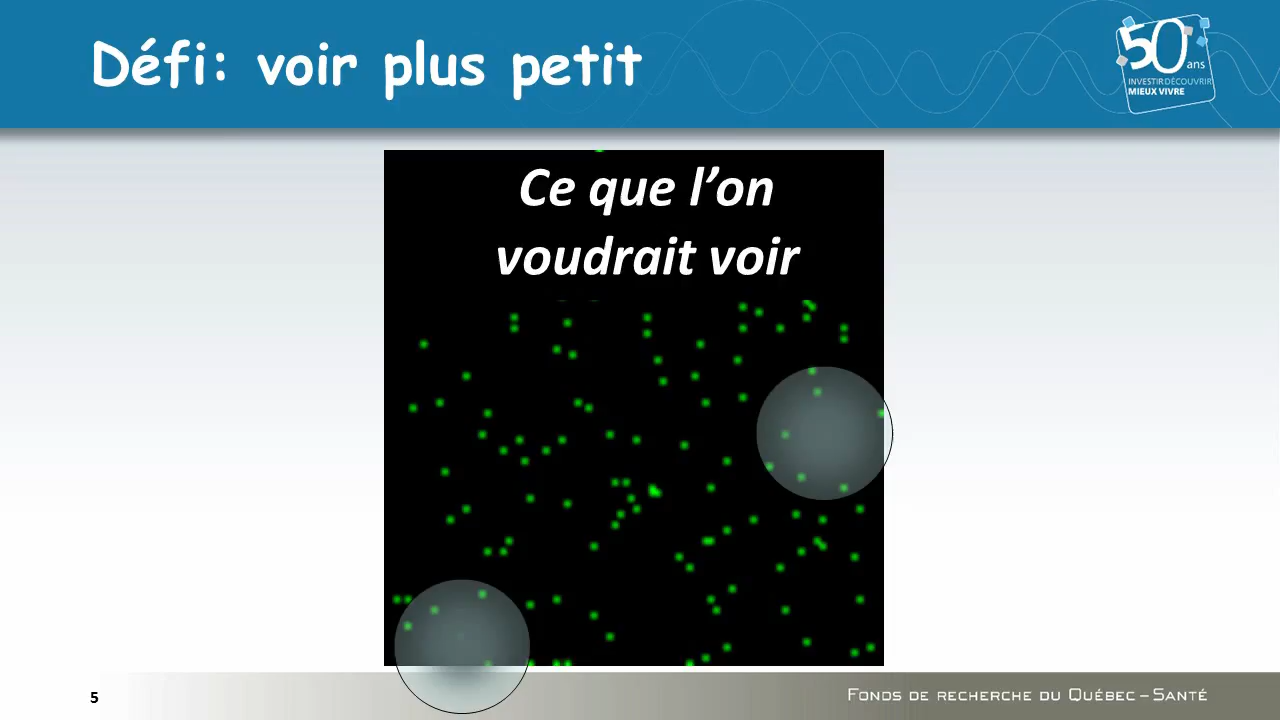 Défi: voir plus petit
50 ans
INVESTIR DÉCOUVRIR
MIEUX VIVRE
Ce que l'on
voudrait voir
5
FONDS DE RECHERCHE DU QUÉBEC – SANTÉ